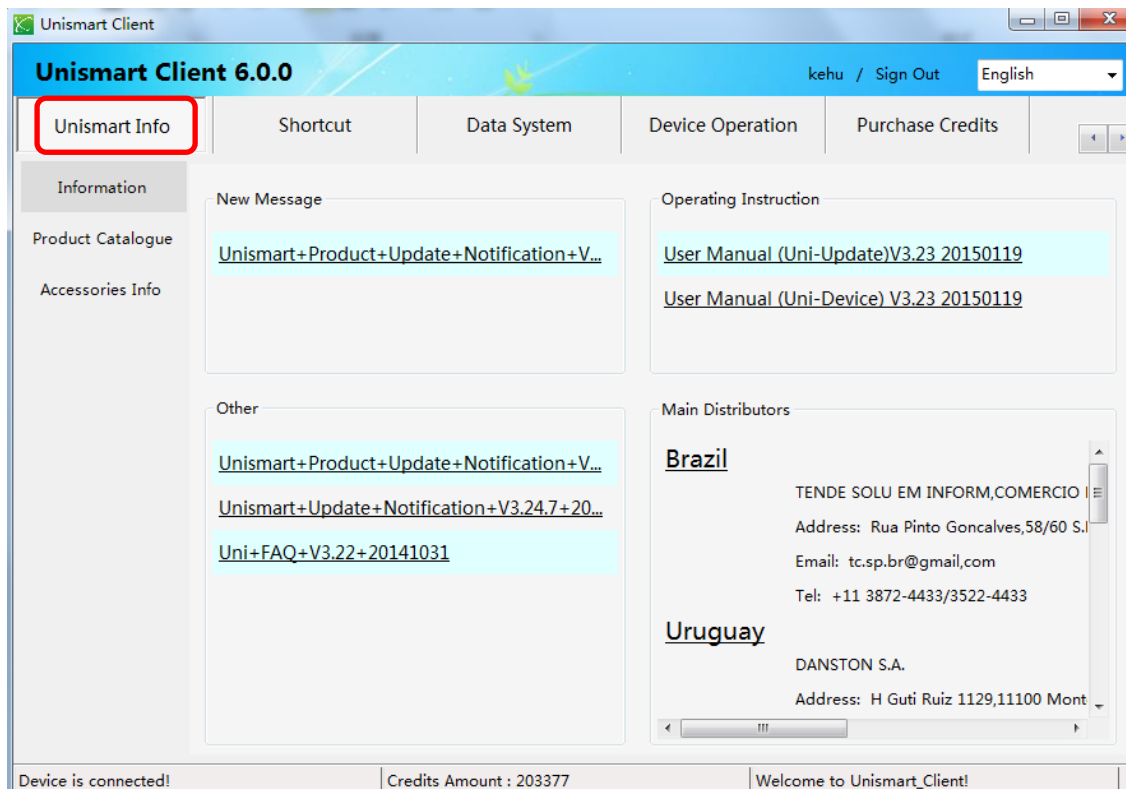 Unismart Client
Unismart Client 6.0.0
kehu / Sign Out
English
Unismart Info
Shortcut
Data System
Device Operation
Purchase Credits
Information
Product Catalogue
Accessories Info
New Message
Unismart+Product+Update+Notification+V...
Operating Instruction
User Manual (Uni-Update)V3.23 20150119
User Manual (Uni-Device) V3.23 20150119
Other
Unismart+Product+Update+Notification+V...
Unismart+Update+Notification+V3.24.7+20...
Uni+FAQ+V3.22+20141031
Main Distributors
Brazil
TENDE SOLU EM INFORM,COMERCIO
Address: Rua Pinto Goncalves,58/60 S.
Email: tc.sp.br@gmail,com
Tel: +11 3872-4433/3522-4433
Uruguay
DANSTON S.A.
Address: H Guti Ruiz 1129,11100 Mont
Device is connected!
Credits Amount : 203377
Welcome to Unismart_Client!